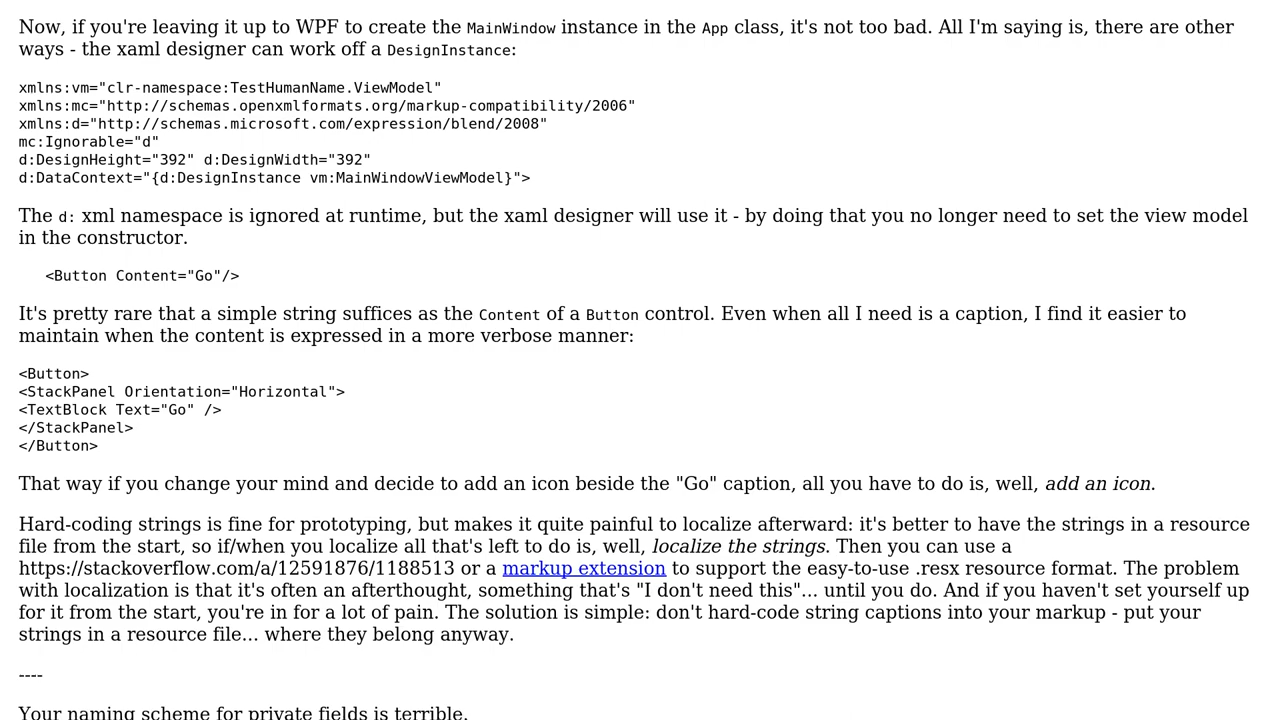 Now, if you're leaving it up to WPF to create the MainWindow instance in the App class, it's not too bad. All I'm saying is, there are other
ways - the xaml designer can work off a DesignInstance:
xmlns:vm="clr-namespace:TestHumanName.ViewModel"
xmlns:mc="http://schemas.openxmlformats.org/markup-compatibility/2006"
xmlns:d="http://schemas.microsoft.com/expression/blend/2008"
mc:Ignorable="d"
d:DesignHeight="392" d:DesignWidth="392"
d:DataContext="{d:DesignInstance vm:MainWindowViewModel}">
The d: xml namespace is ignored at runtime, but the xaml designer will use it - by doing that you no longer need to set the view model
in the constructor.
<Button Content="Go"/>
It's pretty rare that a simple string suffices as the Content of a Button control. Even when all I need is a caption, I find it easier to
maintain when the content is expressed in a more verbose manner:
<Button>
<StackPanel Orientation="Horizontal">
<TextBlock Text="Go" />
</StackPanel>
</Button>
That way if you change your mind and decide to add an icon beside the "Go" caption, all you have to do is, well, add an icon.
Hard-coding strings is fine for prototyping, but makes it quite painful to localize afterward: it's better to have the strings in a resource
file from the start, so if/when you localize all that's left to do is, well, localize the strings. Then you can use a
https://stackoverflow.com/a/12591876/1188513 or a markup extension to support the easy-to-use .resx resource format. The problem
with localization is that it's often an afterthought, something that's "I don't need this"... until you do. And if you haven't set yourself up
for it from the start, you're in for a lot of pain. The solution is simple: don't hard-code string captions into your markup - put your
strings in a resource file... where they belong anyway.
----
Your naming scheme for private fields is terrible.